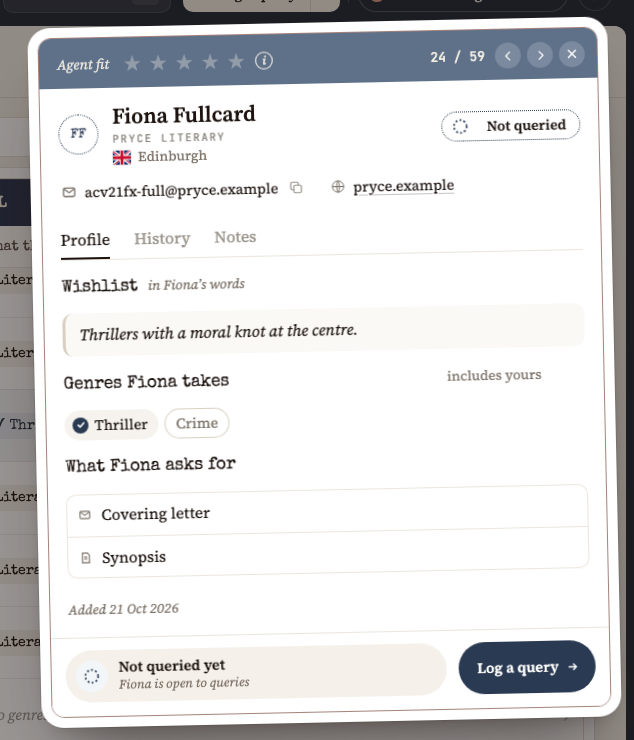 Agent fit
24 / 59
FF
Fiona Fullcard
PRYCE LITERARY
Edinburgh
Not queried
acv21fx-full@pryce.example
pryce.example
Profile History Notes
Wishlist in Fiona's words
Thrillers with a moral knot at the centre.
Genres Fiona takes
includes yours
Thriller
Crime
What Fiona asks for
Covering letter
Synopsis
Added 21 Oct 2026
Not queried yet
Fiona is open to queries
Log a query →